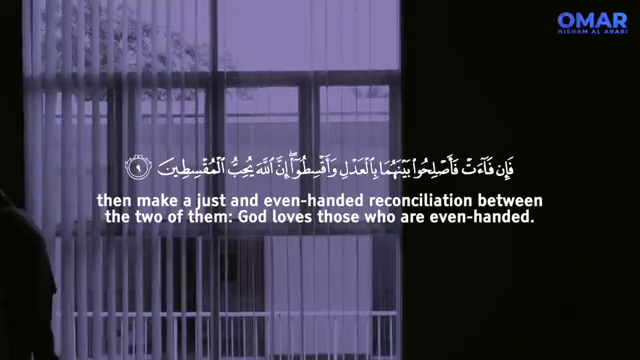 OMAR
HISHAM AL ARABI
فَإِن فَآءَتْ فَأَصْلِحُوا۟ بَيْنَهُمَا بِٱلْعَدْلِ وَأَقْسِطُوٓا۟ ۖ إِنَّ ٱللَّهَ يُحِبُّ ٱلْمُقْسِطِينَ ٩
then make a just and even-handed reconciliation between
the two of them: God loves those who are even-handed.